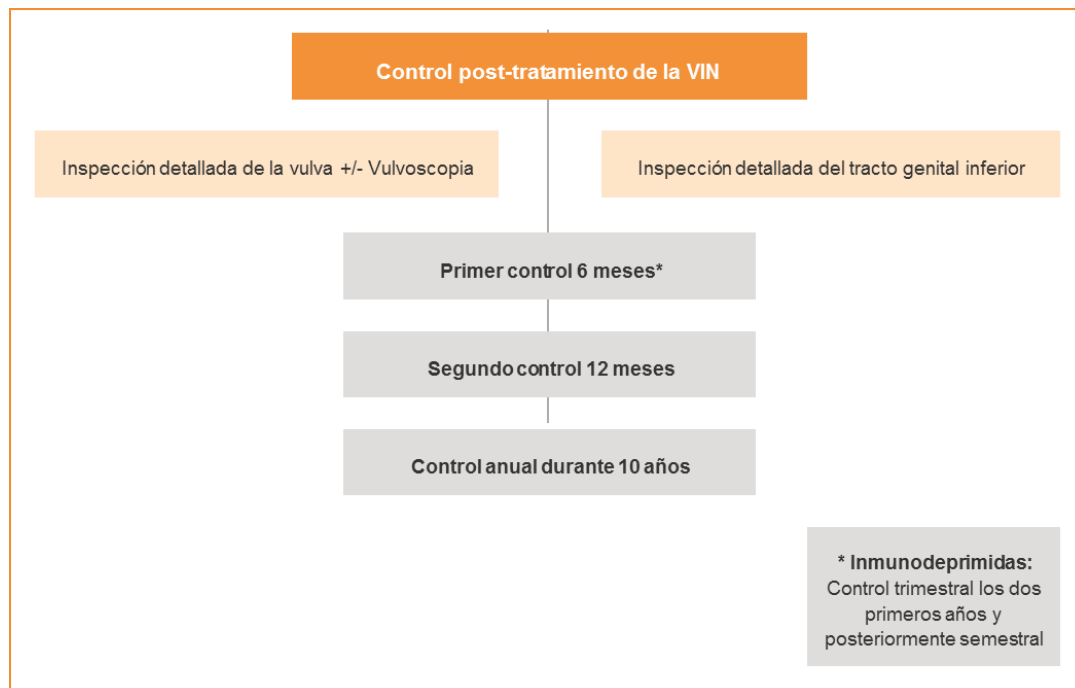 Control post-tratamiento de la VIN
Inspección detallada de la vulva +/- Vulvoscopia
Inspección detallada del tracto genital inferior
Primer control 6 meses*
Segundo control 12 meses
Control anual durante 10 años
* Inmunodeprimidas:
Control trimestral los dos
primeros años y
posteriormente semestral